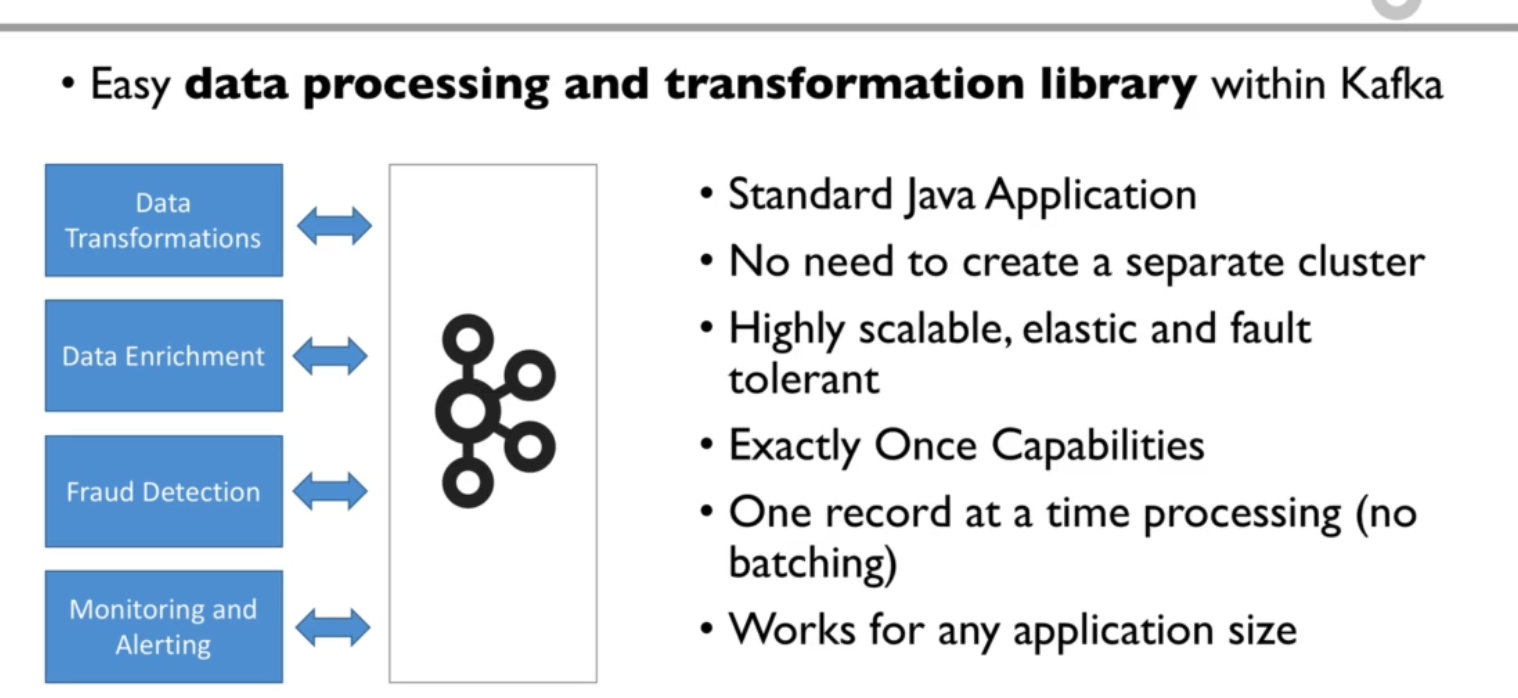 • Easy data processing and transformation library within Kafka
Data
Transformations
Data Enrichment
Fraud Detection
Monitoring and
Alerting
• Standard Java Application
• No need to create a separate cluster
• Highly scalable, elastic and fault
tolerant
• Exactly Once Capabilities
• One record at a time processing (no
batching)
• Works for any application size